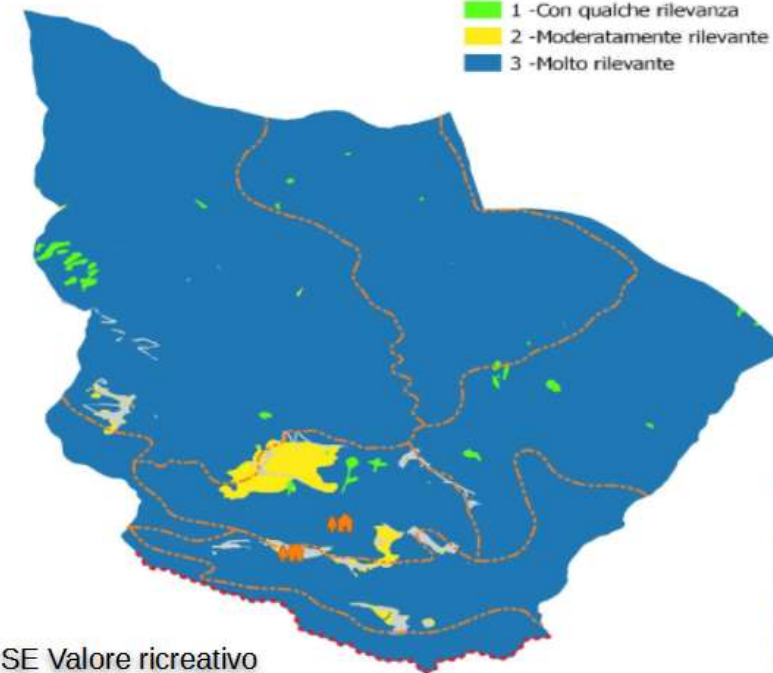 1 -Con qualche rilevanza
2 -Moderatamente rilevante
3 -Molto rilevante
SE Valore ricreativo